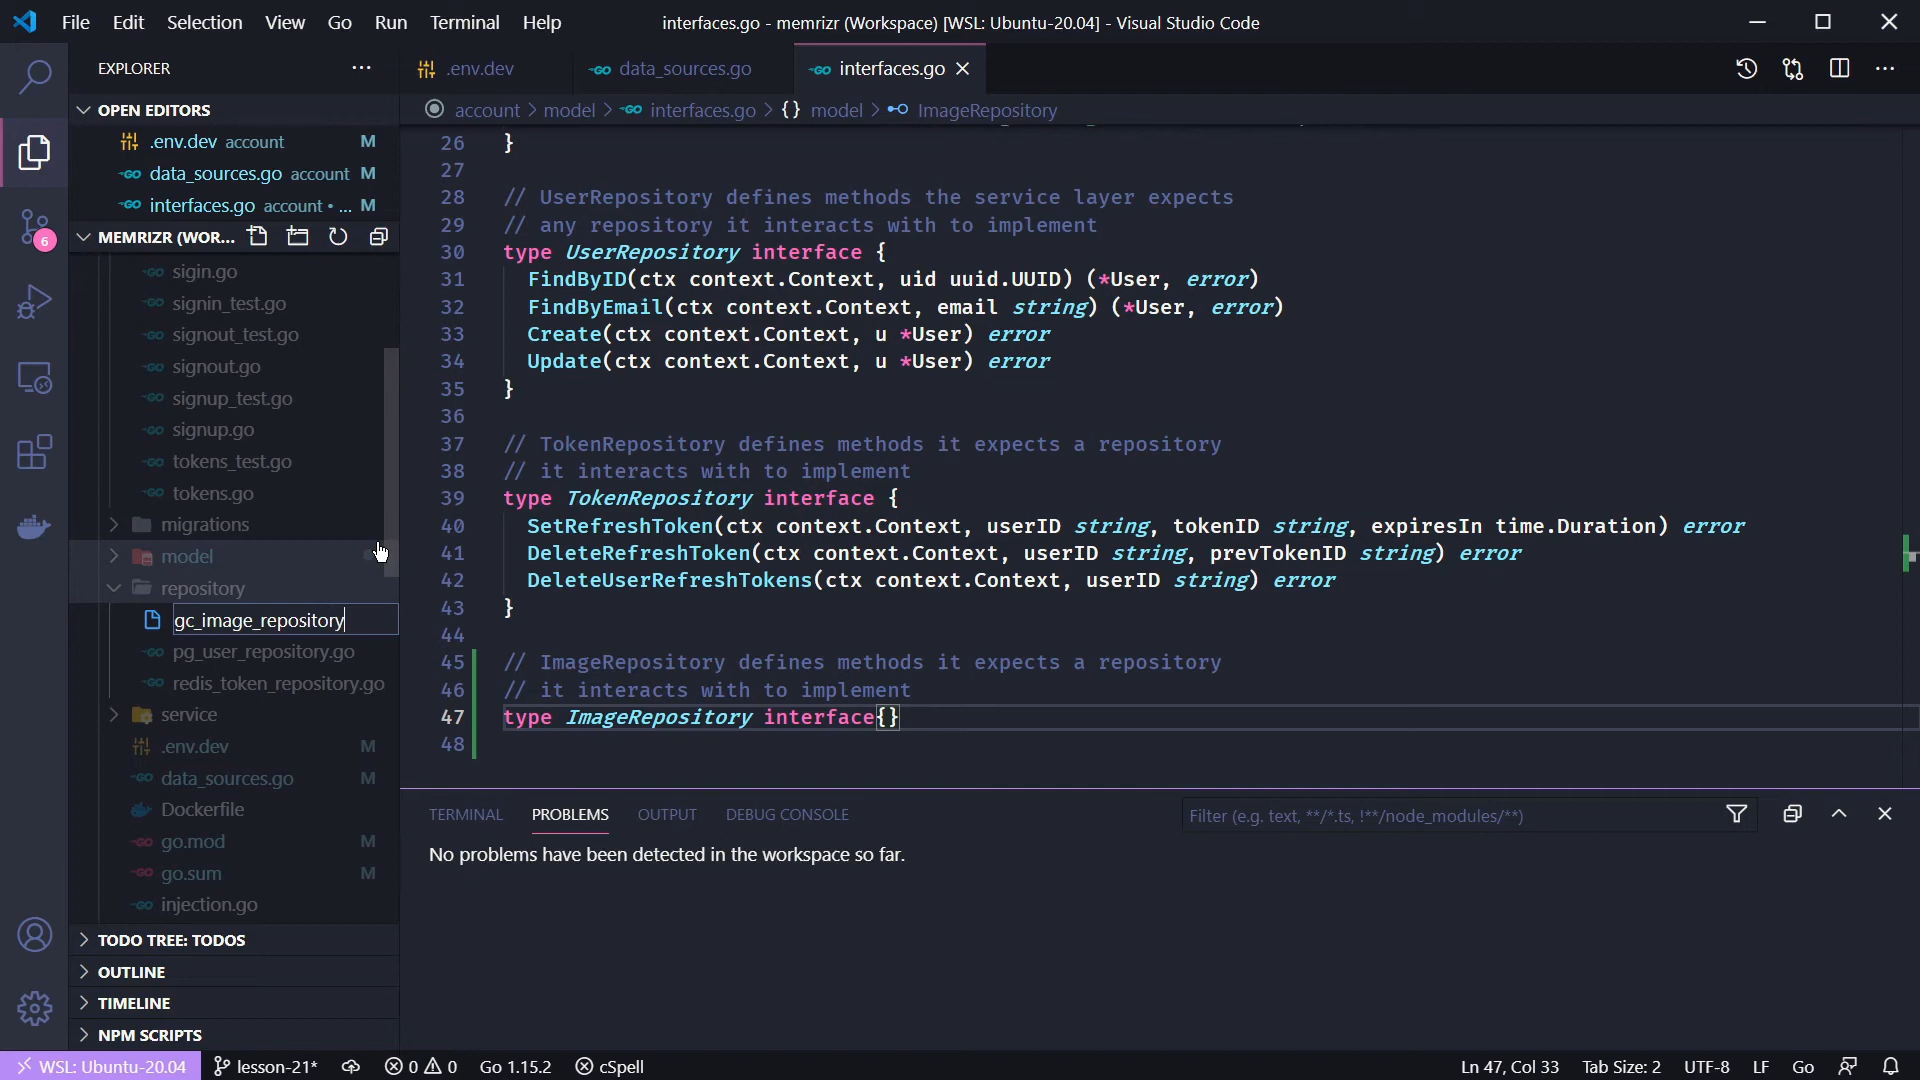 File Edit Selection View Go Run Terminal Help
interfaces.go - memrizr (Workspace) [WSL: Ubuntu-20.04] - Visual Studio Code
EXPLORER
.env.dev
data_sources.go
interfaces.go
OPEN EDITORS
.env.dev account M
data_sources.go account M
interfaces.go account • ... M
MEMRIZR (WOR...
sigin.go
signin_test.go
signout_test.go
signout.go
signup_test.go
signup.go
tokens_test.go
tokens.go
migrations
model
repository
gc_image_repository
pg_user_repository.go
redis_token_repository.go
service
.env.dev M
data_sources.go M
Dockerfile
go.mod M
go.sum M
injection.go
TODO TREE: TODOS
OUTLINE
TIMELINE
NPM SCRIPTS
6
account > model > interfaces.go > {} model > ImageRepository
26 }
27
28 // UserRepository defines methods the service layer expects
29 // any repository it interacts with to implement
30 type UserRepository interface {
31 FindByID(ctx context.Context, uid uuid.UUID) (*User, error)
32 FindByEmail(ctx context.Context, email string) (*User, error)
33 Create(ctx context.Context, u *User) error
34 Update(ctx context.Context, u *User) error
35 }
36
37 // TokenRepository defines methods it expects a repository
38 // it interacts with to implement
39 type TokenRepository interface {
40 SetRefreshToken(ctx context.Context, userID string, tokenID string, expiresIn time.Duration) error
41 DeleteRefreshToken(ctx context.Context, userID string, prevTokenID string) error
42 DeleteUserRefreshTokens(ctx context.Context, userID string) error
43 }
44
45 // ImageRepository defines methods it expects a repository
46 // it interacts with to implement
47 type ImageRepository interface{}
48
TERMINAL PROBLEMS OUTPUT DEBUG CONSOLE
Filter (e.g. text, **/*.ts, !**/node_modules/**)
No problems have been detected in the workspace so far.
WSL: Ubuntu-20.04 lesson-21* 0 0 Go 1.15.2 cSpell
Ln 47, Col 33 Tab Size: 2 UTF-8 LF Go